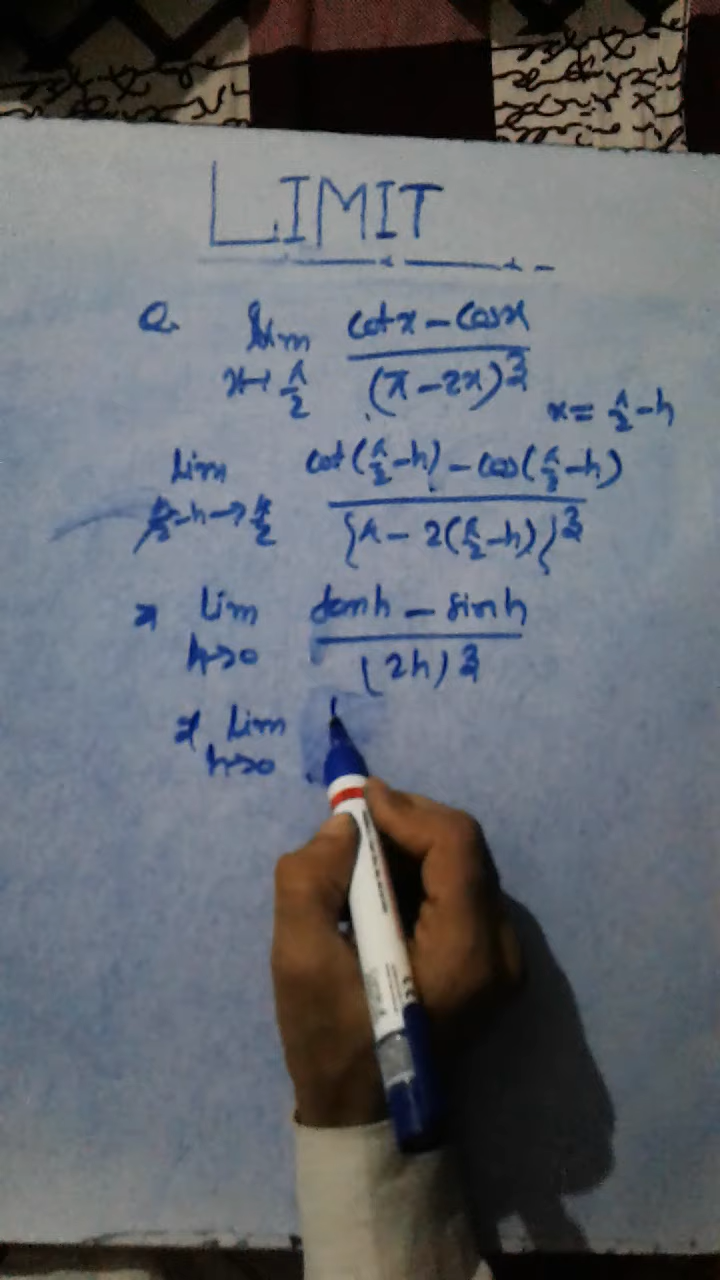 LIMIT
Q. Lim cotx - cosx
x→π/2 (π-2x)^3
x = π/2 - h
Lim cot(π/2-h) - cos(π/2-h)
π/2-h→π/2 {π - 2(π/2-h)}^3
= Lim tanh - sinh
h→0 (2h)^3
= Lim
h→0